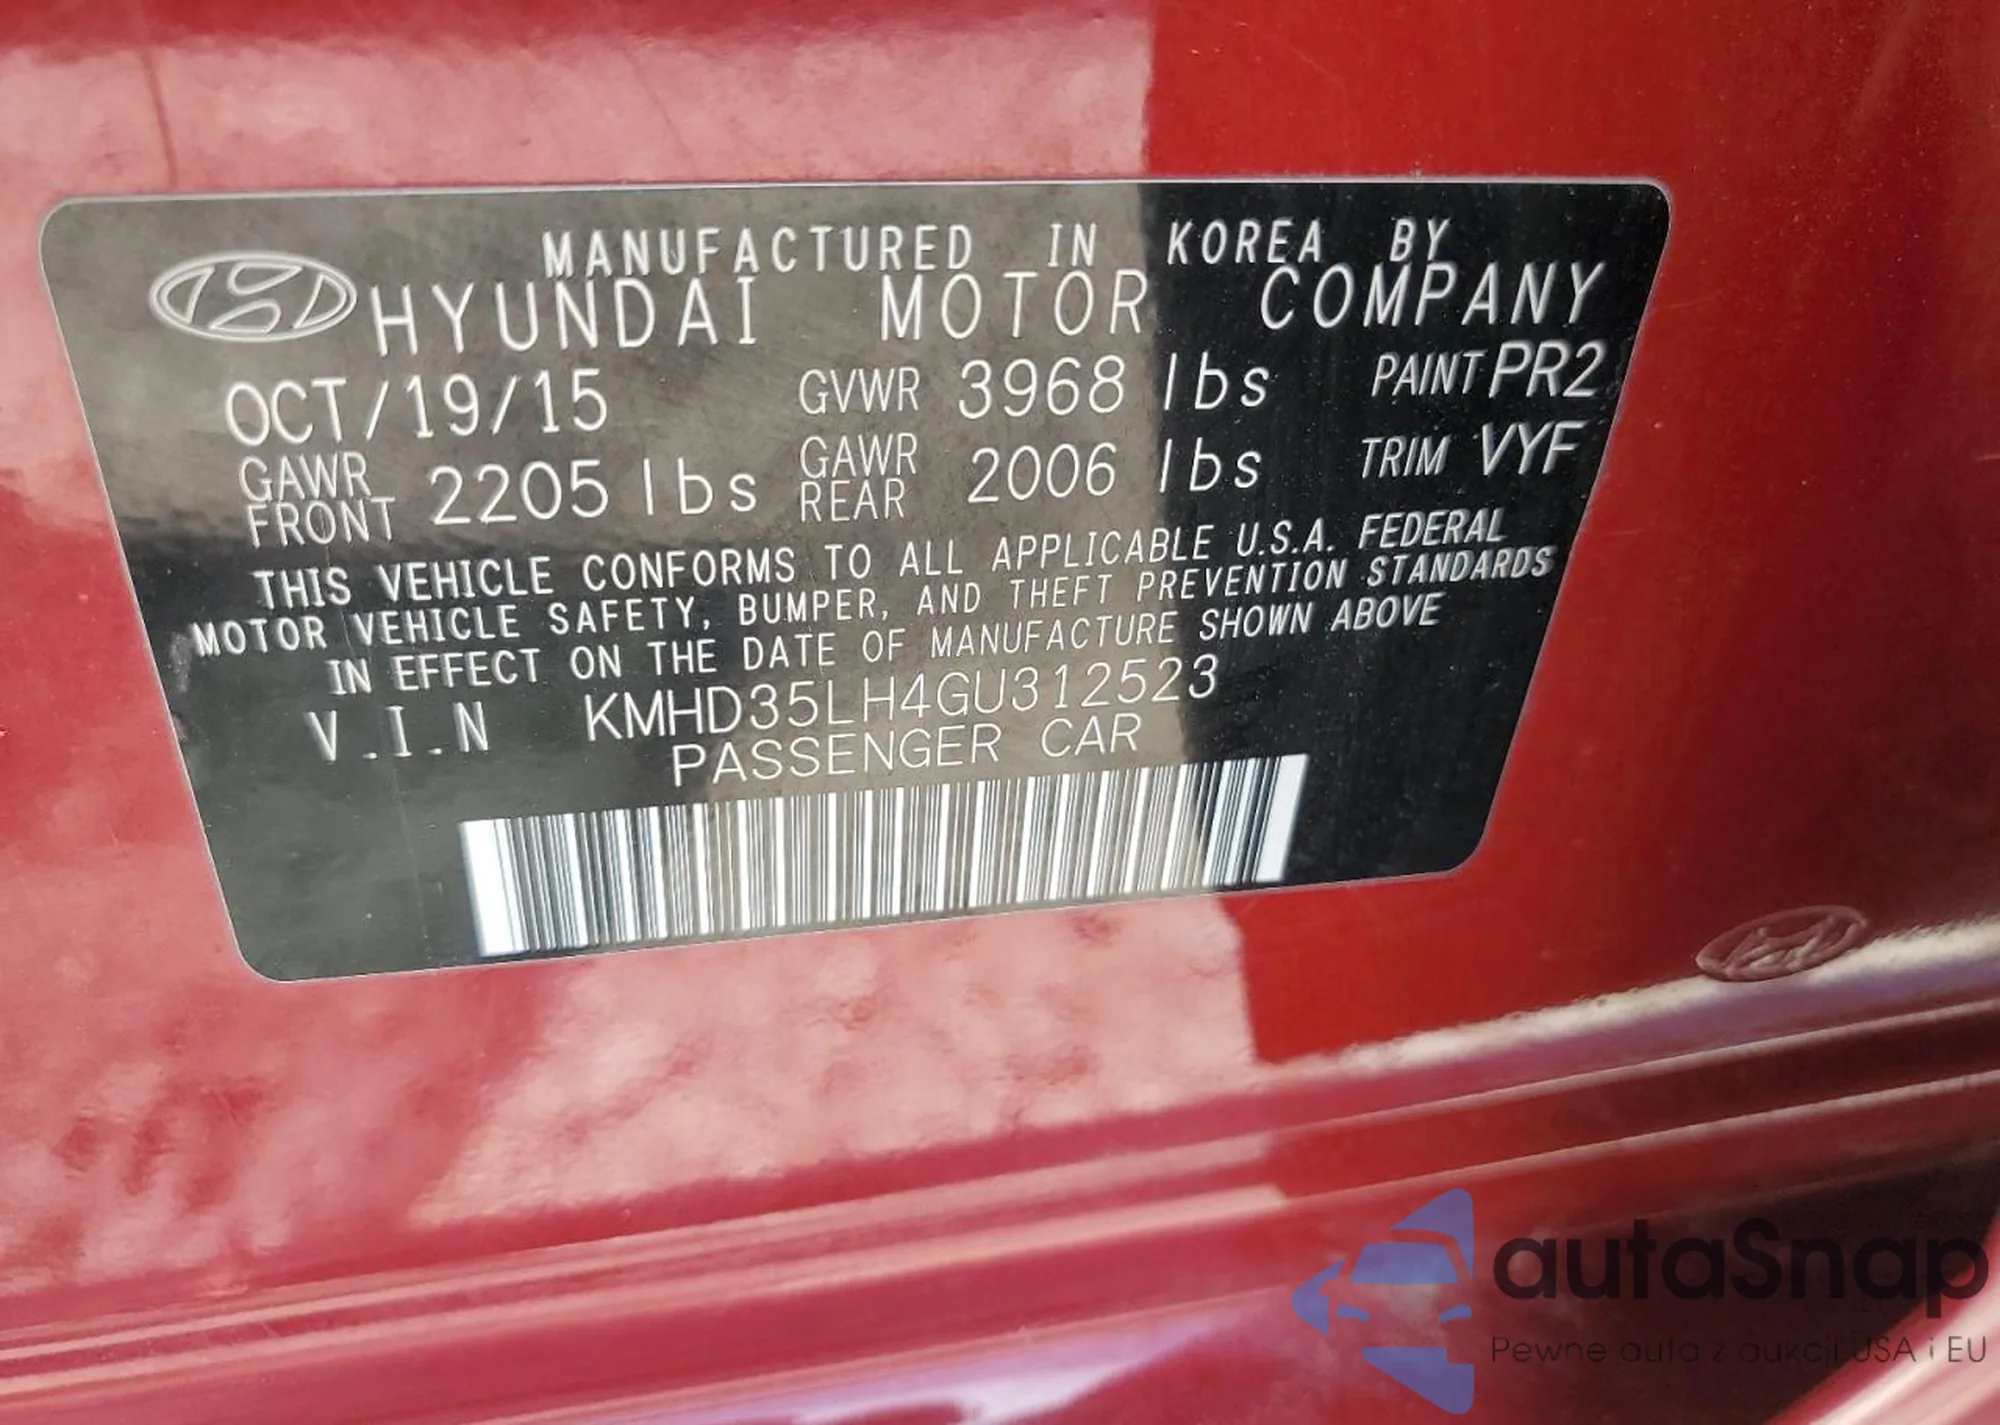 MANUFACTURED IN KOREA BY
HYUNDAI MOTOR COMPANY
OCT/19/15 GVWR 3968 lbs PAINT PR2
GAWR FRONT 2205 lbs GAWR REAR 2006 lbs TRIM VYF
THIS VEHICLE CONFORMS TO ALL APPLICABLE U.S.A. FEDERAL
MOTOR VEHICLE SAFETY, BUMPER, AND THEFT PREVENTION STANDARDS
IN EFFECT ON THE DATE OF MANUFACTURE SHOWN ABOVE
V.I.N KMHD35LH4GU312523
PASSENGER CAR
autaSnap
Pewne auta z aukcji USA i EU